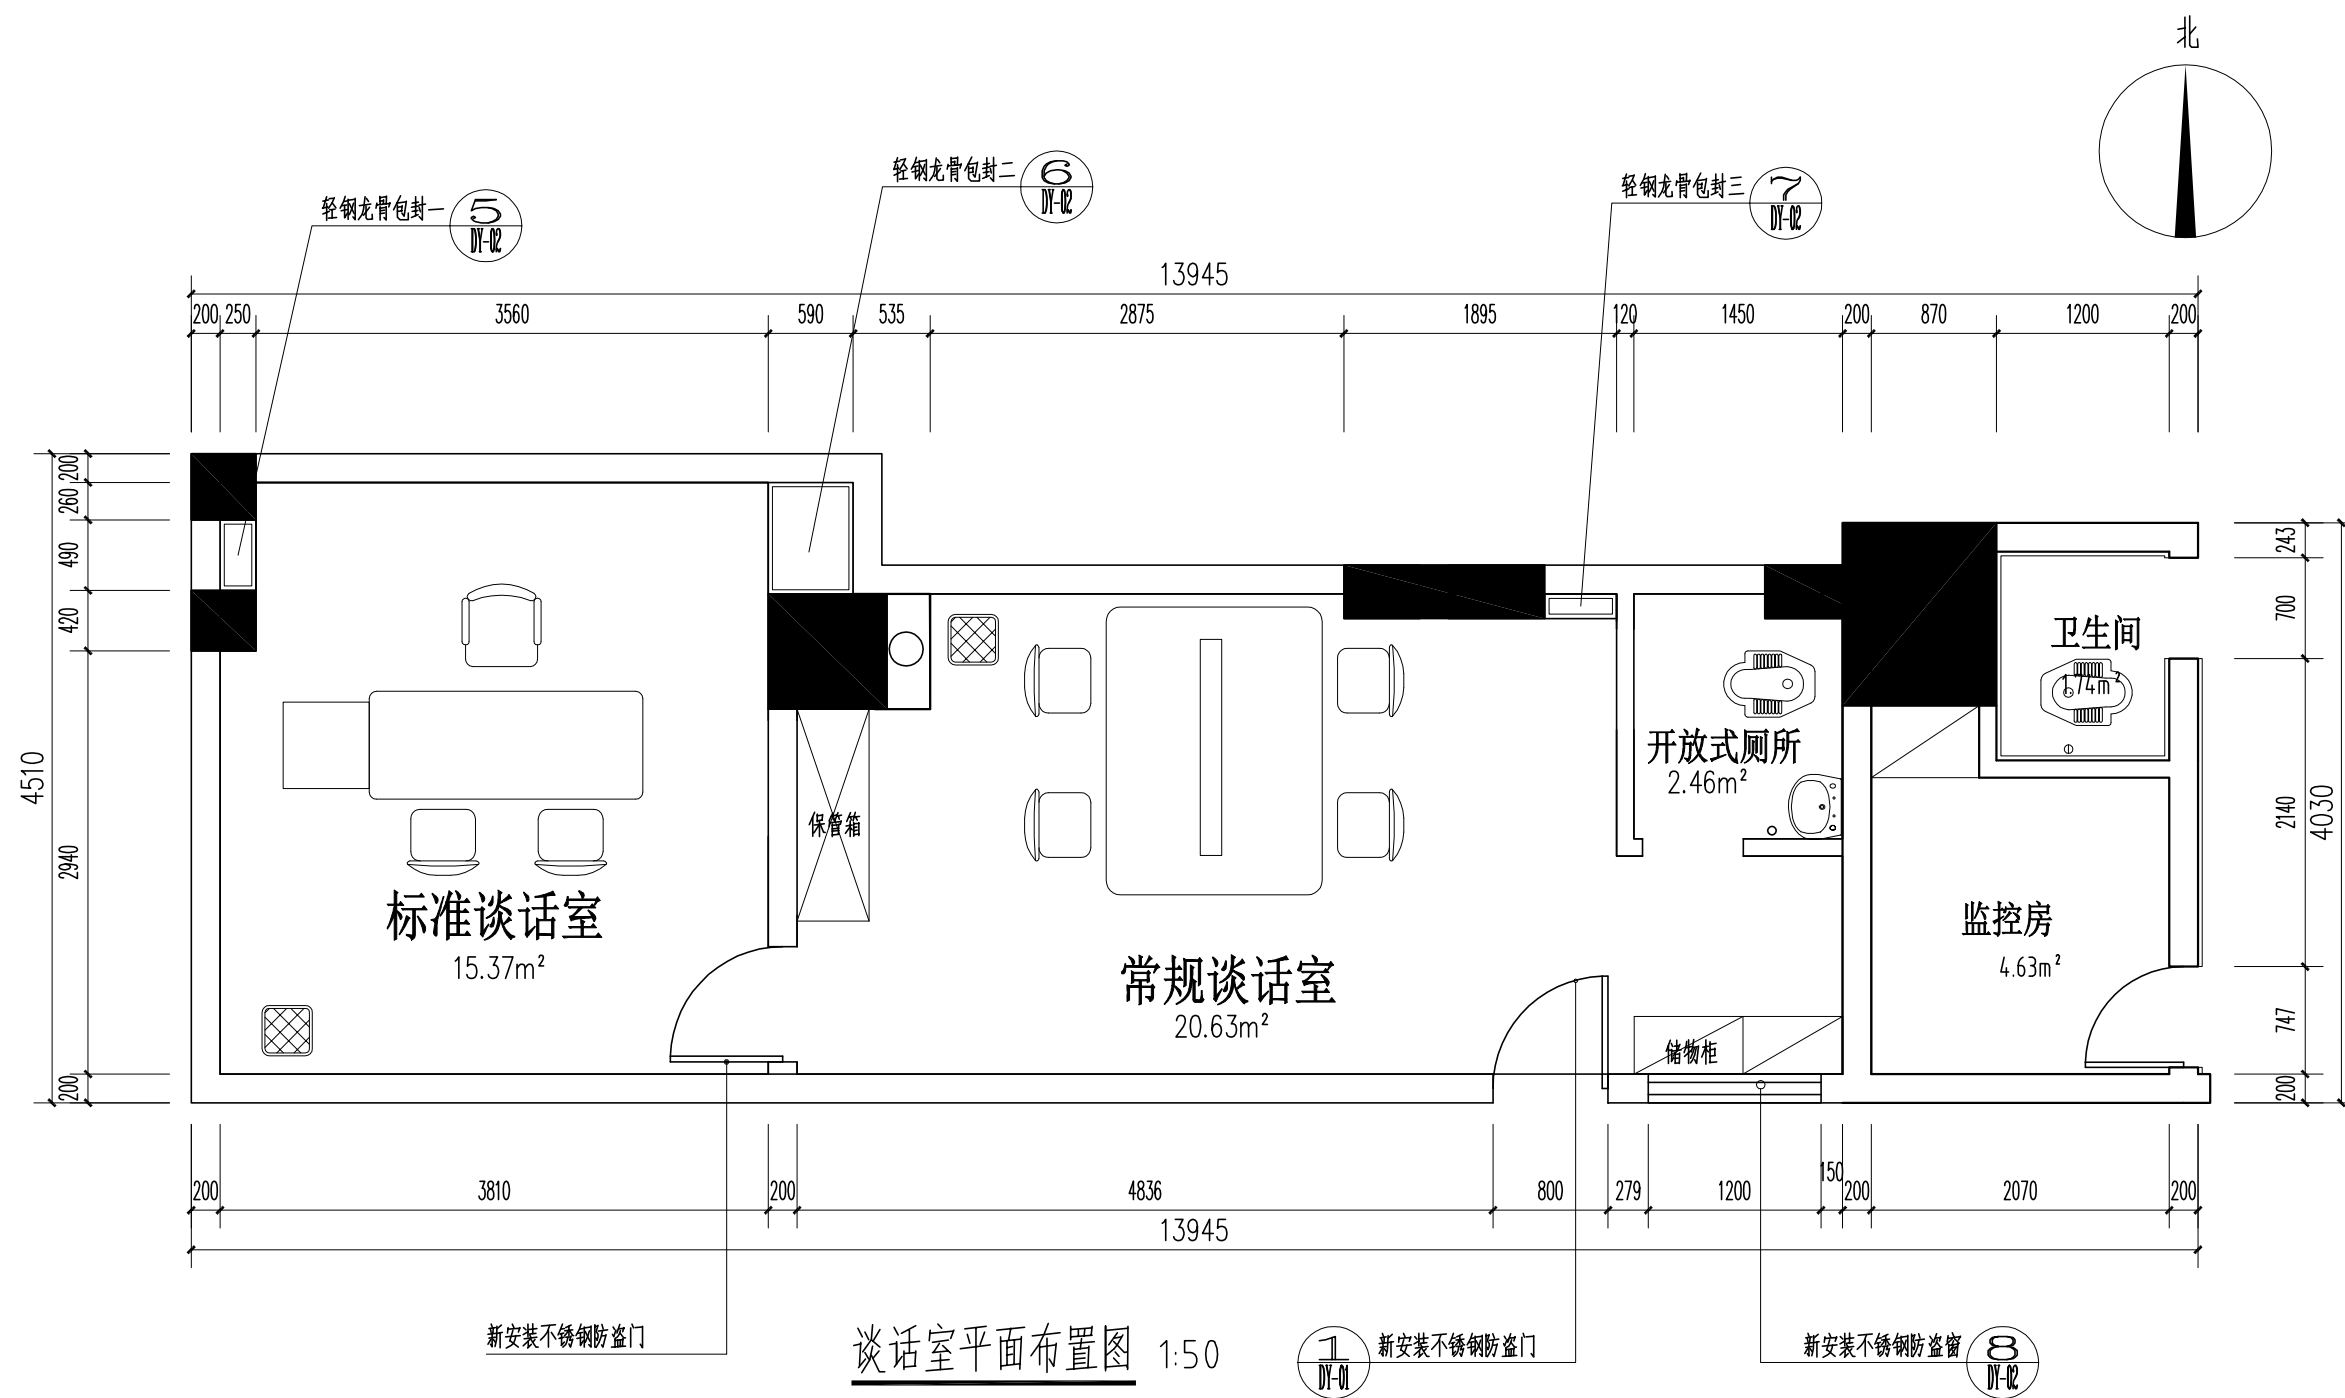 北
轻钢龙骨包封一
5
DY-02
轻钢龙骨包封二
6
DY-02
轻钢龙骨包封三
7
DY-02
13945
200 250 3560 590 535 2875 1895 120 1450 200 870 1200 200
4510
200
260
490
420
2940
200
243
700
2140
747
200
4030
保管箱
标准谈话室
15.37m²
常规谈话室
20.63m²
开放式厕所
2.46m²
卫生间
1.74m²
监控房
4.63m²
储物柜
200 3810 200 4836 800 279 1200 150 200 2070 200
13945
新安装不锈钢防盗门
谈话室平面布置图 1:50
1
DY-01
新安装不锈钢防盗门
新安装不锈钢防盗窗
8
DY-02